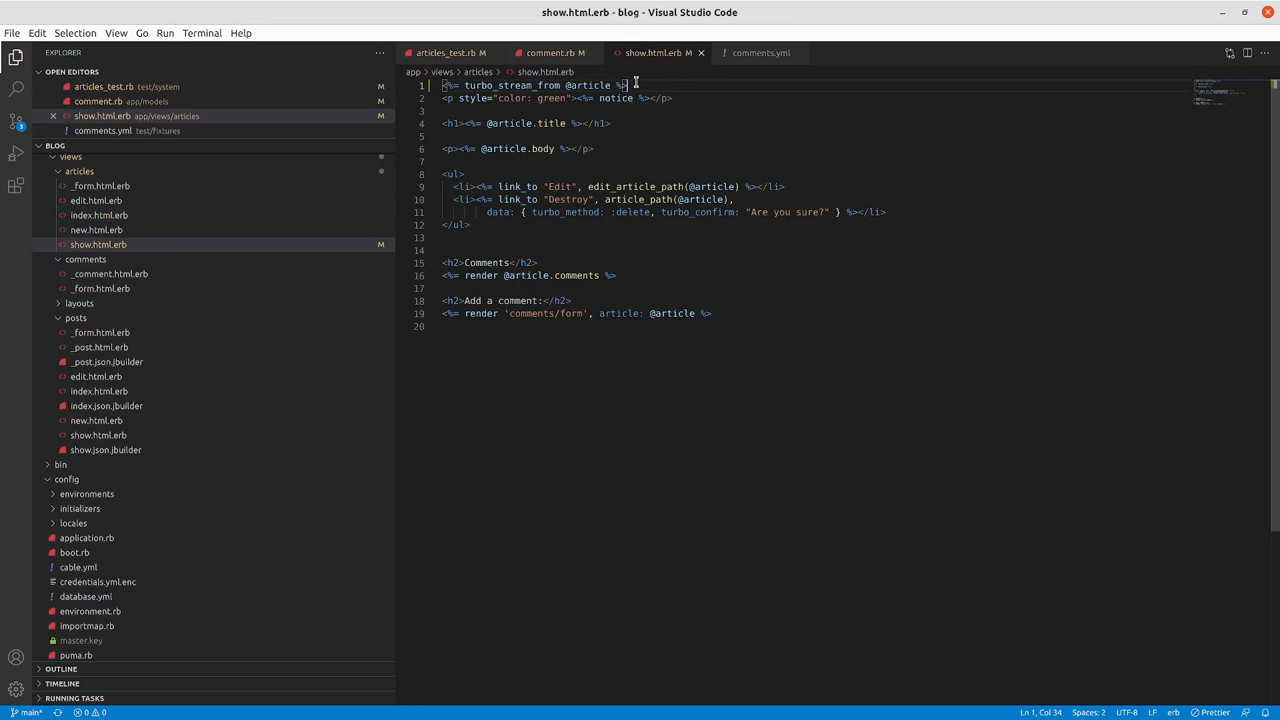 show.html.erb - blog - Visual Studio Code
File Edit Selection View Go Run Terminal Help
EXPLORER
OPEN EDITORS
articles_test.rb test/system
comment.rb app/models
show.html.erb app/views/articles
comments.yml test/fixtures
BLOG
views
articles
_form.html.erb
edit.html.erb
index.html.erb
new.html.erb
show.html.erb M
comments
_comment.html.erb
_form.html.erb
layouts
posts
_form.html.erb
_post.html.erb
_post.json.jbuilder
edit.html.erb
index.html.erb
index.json.jbuilder
new.html.erb
show.html.erb
show.json.jbuilder
bin
config
environments
initializers
locales
application.rb
boot.rb
cable.yml
credentials.yml.enc
database.yml
environment.rb
importmap.rb
master.key
puma.rb
OUTLINE
TIMELINE
RUNNING TASKS
articles_test.rb M comment.rb M show.html.erb M comments.yml
app views articles show.html.erb
1 <%= turbo_stream_from @article %>
2 <p style="color: green"><%= notice %></p>
3
4 <h1><%= @article.title %></h1>
5
6 <p><%= @article.body %></p>
7
8 <ul>
9 <li><%= link_to "Edit", edit_article_path(@article) %></li>
10 <li><%= link_to "Destroy", article_path(@article),
11 data: { turbo_method: :delete, turbo_confirm: "Are you sure?" } %></li>
12 </ul>
13
14
15 <h2>Comments</h2>
16 <%= render @article.comments %>
17
18 <h2>Add a comment:</h2>
19 <%= render 'comments/form', article: @article %>
20
main* 0 0 Ln 1, Col 34 Spaces: 2 UTF-8 LF erb Prettier